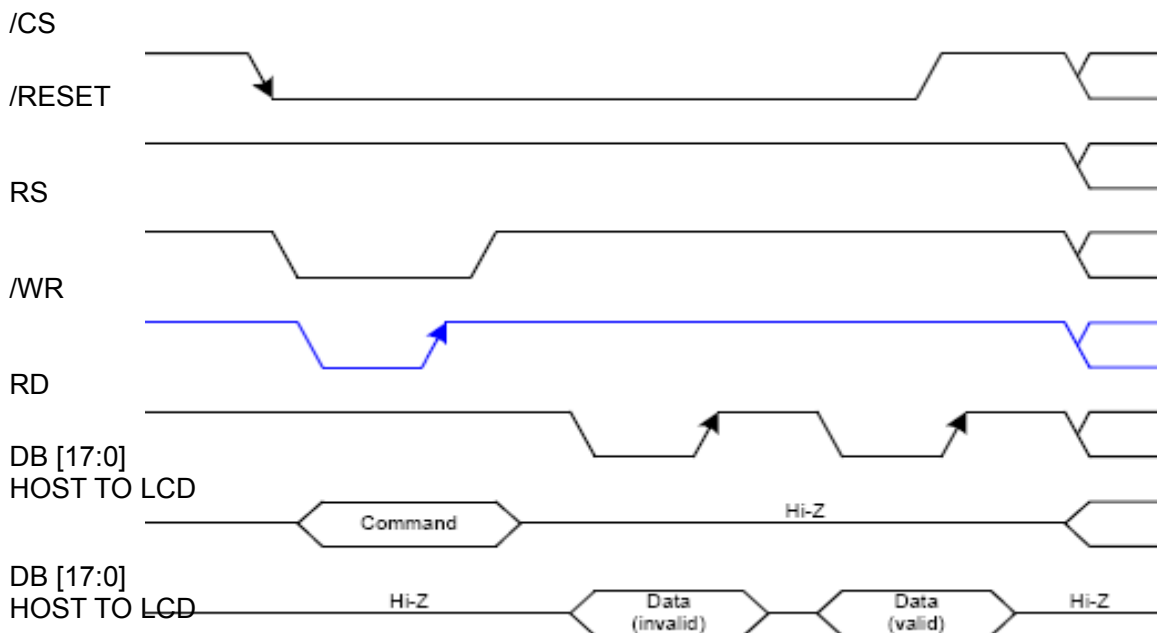 /CS
/RESET
RS
/WR
RD
DB [17:0]
HOST TO LCD
Command
Hi-Z
DB [17:0]
HOST TO LCD
Hi-Z
Data
(invalid)
Data
(valid)
Hi-Z